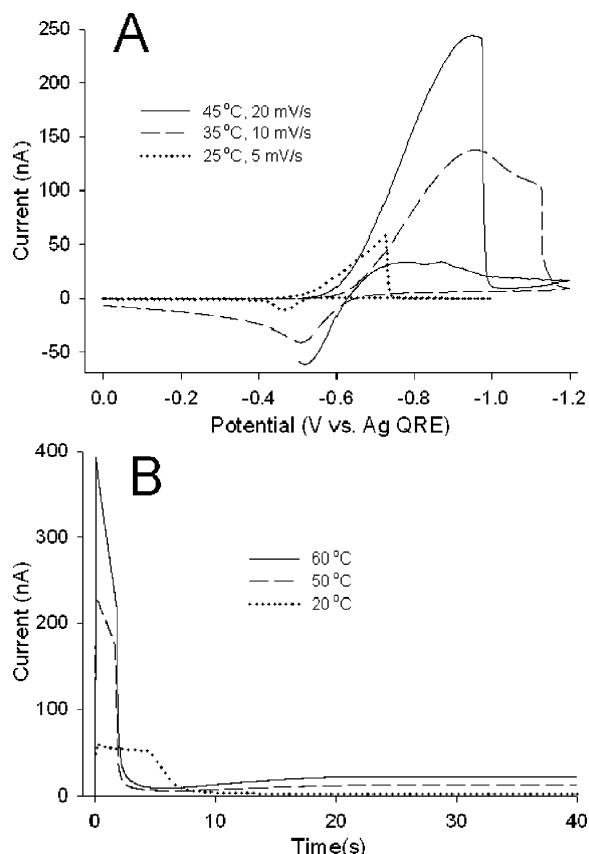 A
250
200
150
100
50
0
-50
Current (nA)
45 °C, 20 mV/s
35 °C, 10 mV/s
25 °C, 5 mV/s
0.0 -0.2 -0.4 -0.6 -0.8 -1.0 -1.2
Potential (V vs. Ag QRE)
B
400
300
200
100
0
Current (nA)
60 °C
50 °C
20 °C
0 10 20 30 40
Time(s)